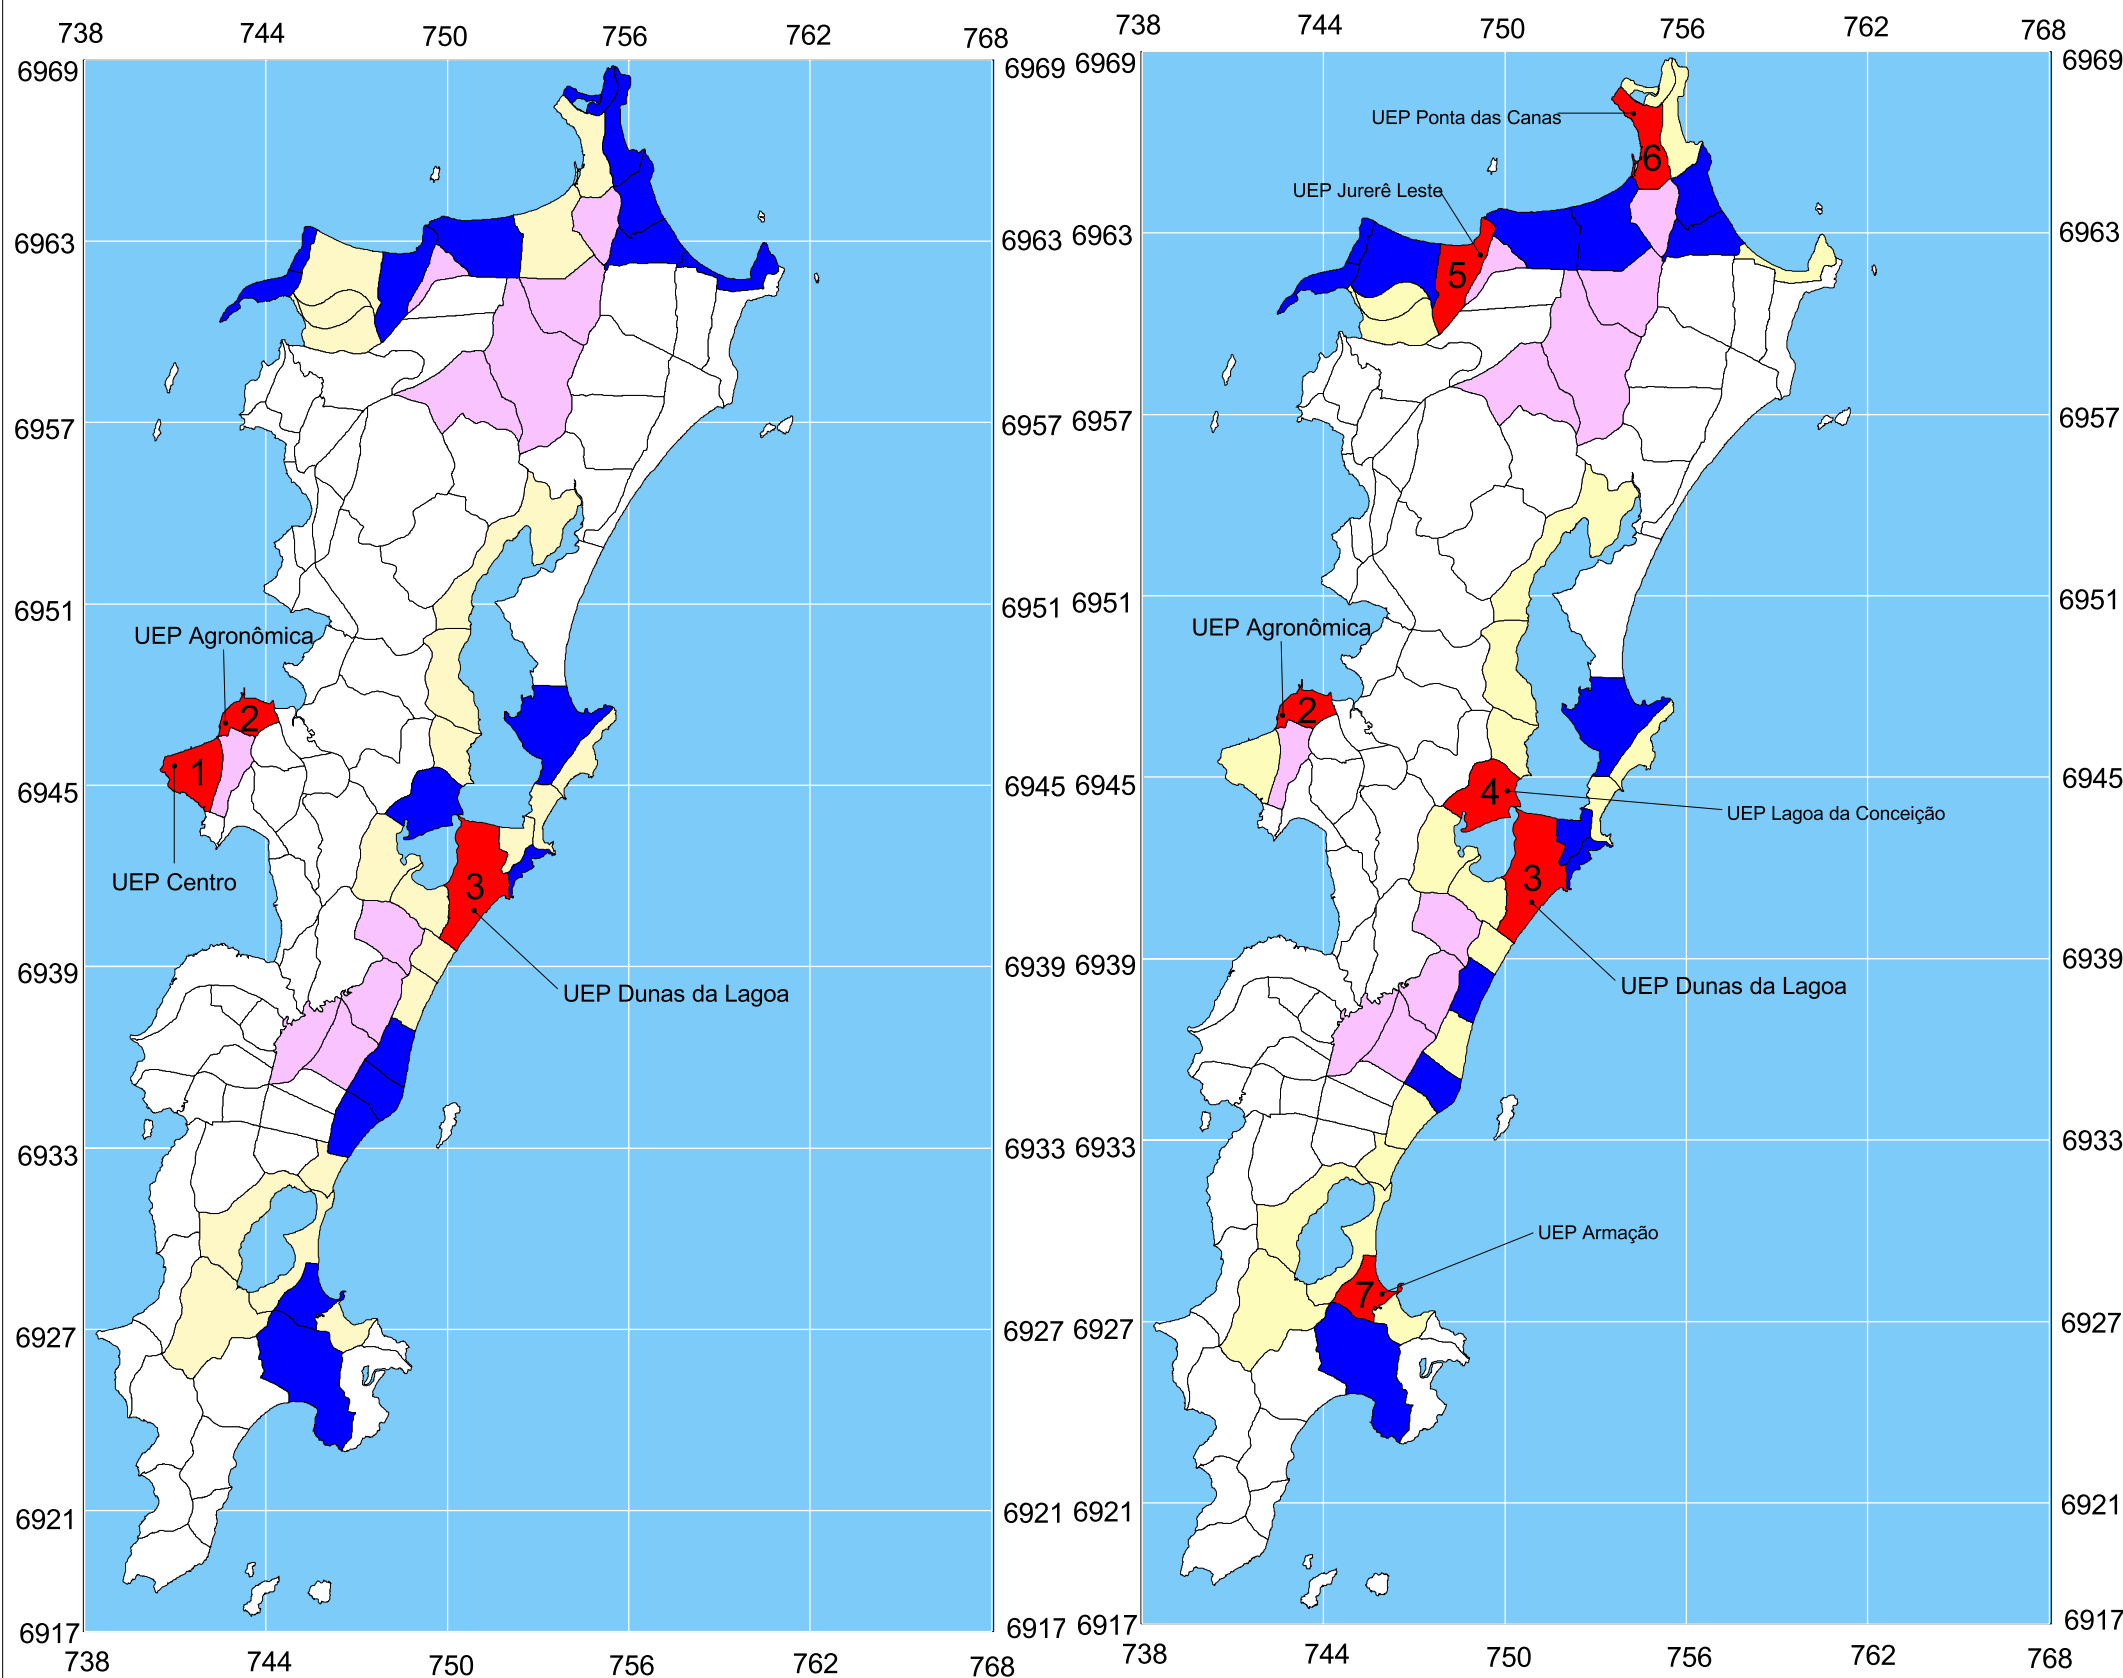 738 744 750 756 762 768
6969 6969
6963 6963
6957 6957
6951 6951
UEP Agronômica
2
1
6945 6945
UEP Centro
3
6939 6939
UEP Dunas da Lagoa
6933 6933
6927 6927
6921 6921
6917 6917
738 744 750 756 762 768
738 744 750 756 762 768
6969 6969
UEP Ponta das Canas
6
UEP Jurerê Leste
6963 6963
5
6957 6957
6951 6951
UEP Agronômica
2
6945 6945
4
UEP Lagoa da Conceição
3
6939 6939
UEP Dunas da Lagoa
6933 6933
UEP Armação
7
6927 6927
6921 6921
6917 6917
738 744 750 756 762 768